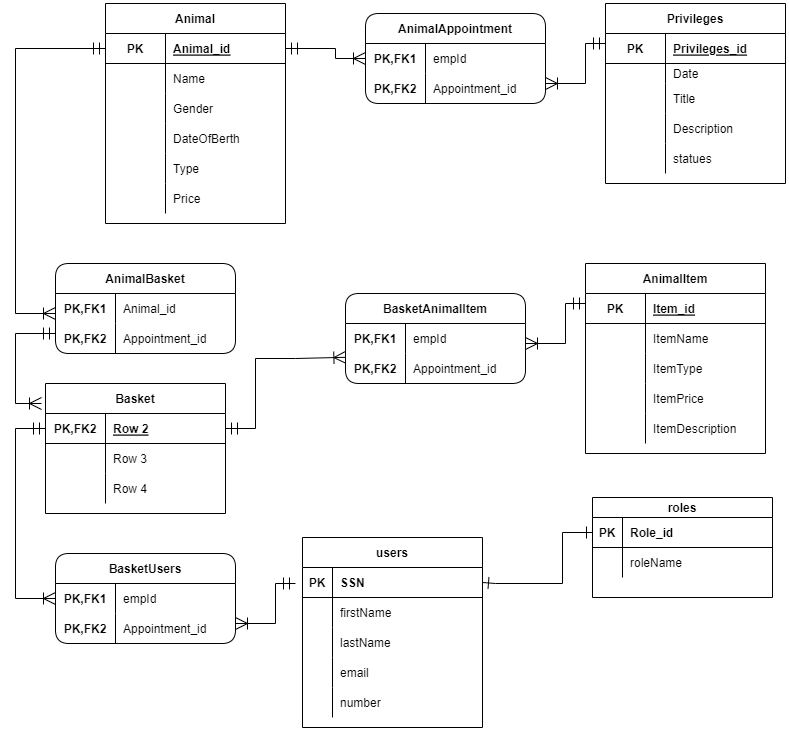 Animal
PK Animal_id
Name
Gender
DateOfBerth
Type
Price
AnimalAppointment
PK,FK1 empId
PK,FK2 Appointment_id
Privileges
PK Privileges_id
Date
Title
Description
statues
AnimalBasket
PK,FK1 Animal_id
PK,FK2 Appointment_id
BasketAnimalItem
PK,FK1 empId
PK,FK2 Appointment_id
AnimalItem
PK Item_id
ItemName
ItemType
ItemPrice
ItemDescription
Basket
PK,FK2 Row 2
Row 3
Row 4
BasketUsers
PK,FK1 empId
PK,FK2 Appointment_id
users
PK SSN
firstName
lastName
email
number
roles
PK Role_id
roleName